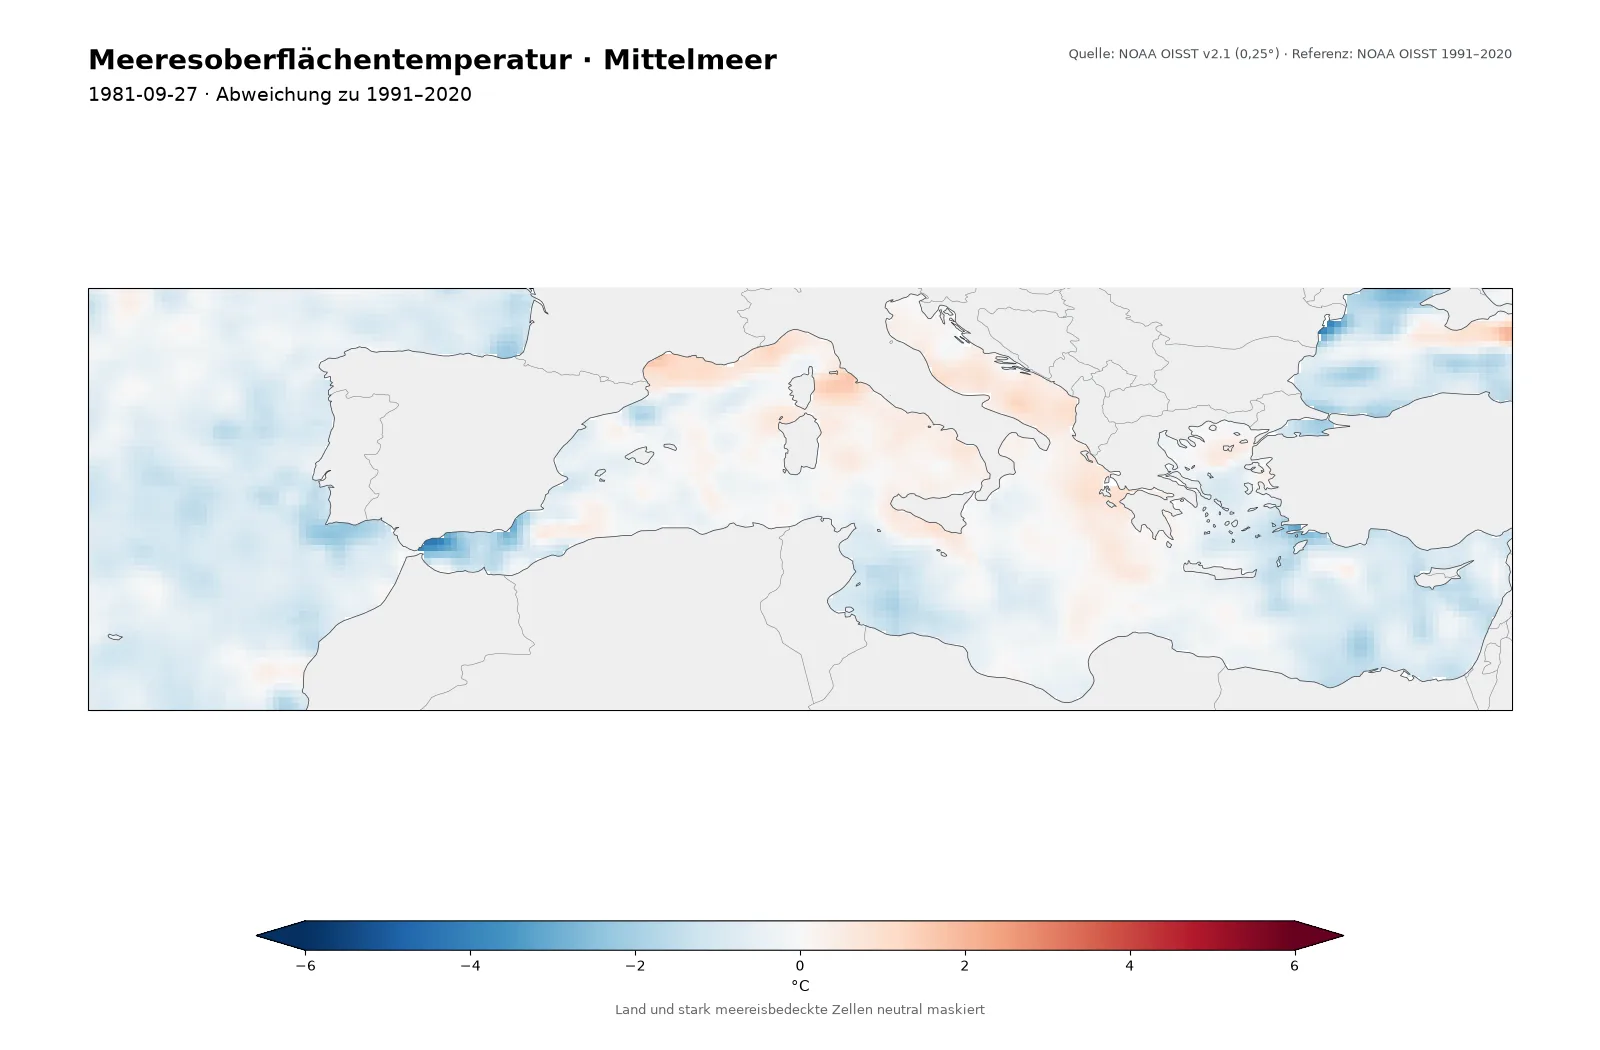 Meeresoberflächentemperatur · Mittelmeer
Quelle: NOAA OISST v2.1 (0,25°) · Referenz: NOAA OISST 1991–2020
1981-09-27 · Abweichung zu 1991–2020
−6 −4 −2 0 2 4 6
°C
Land und stark meereisbedeckte Zellen neutral maskiert